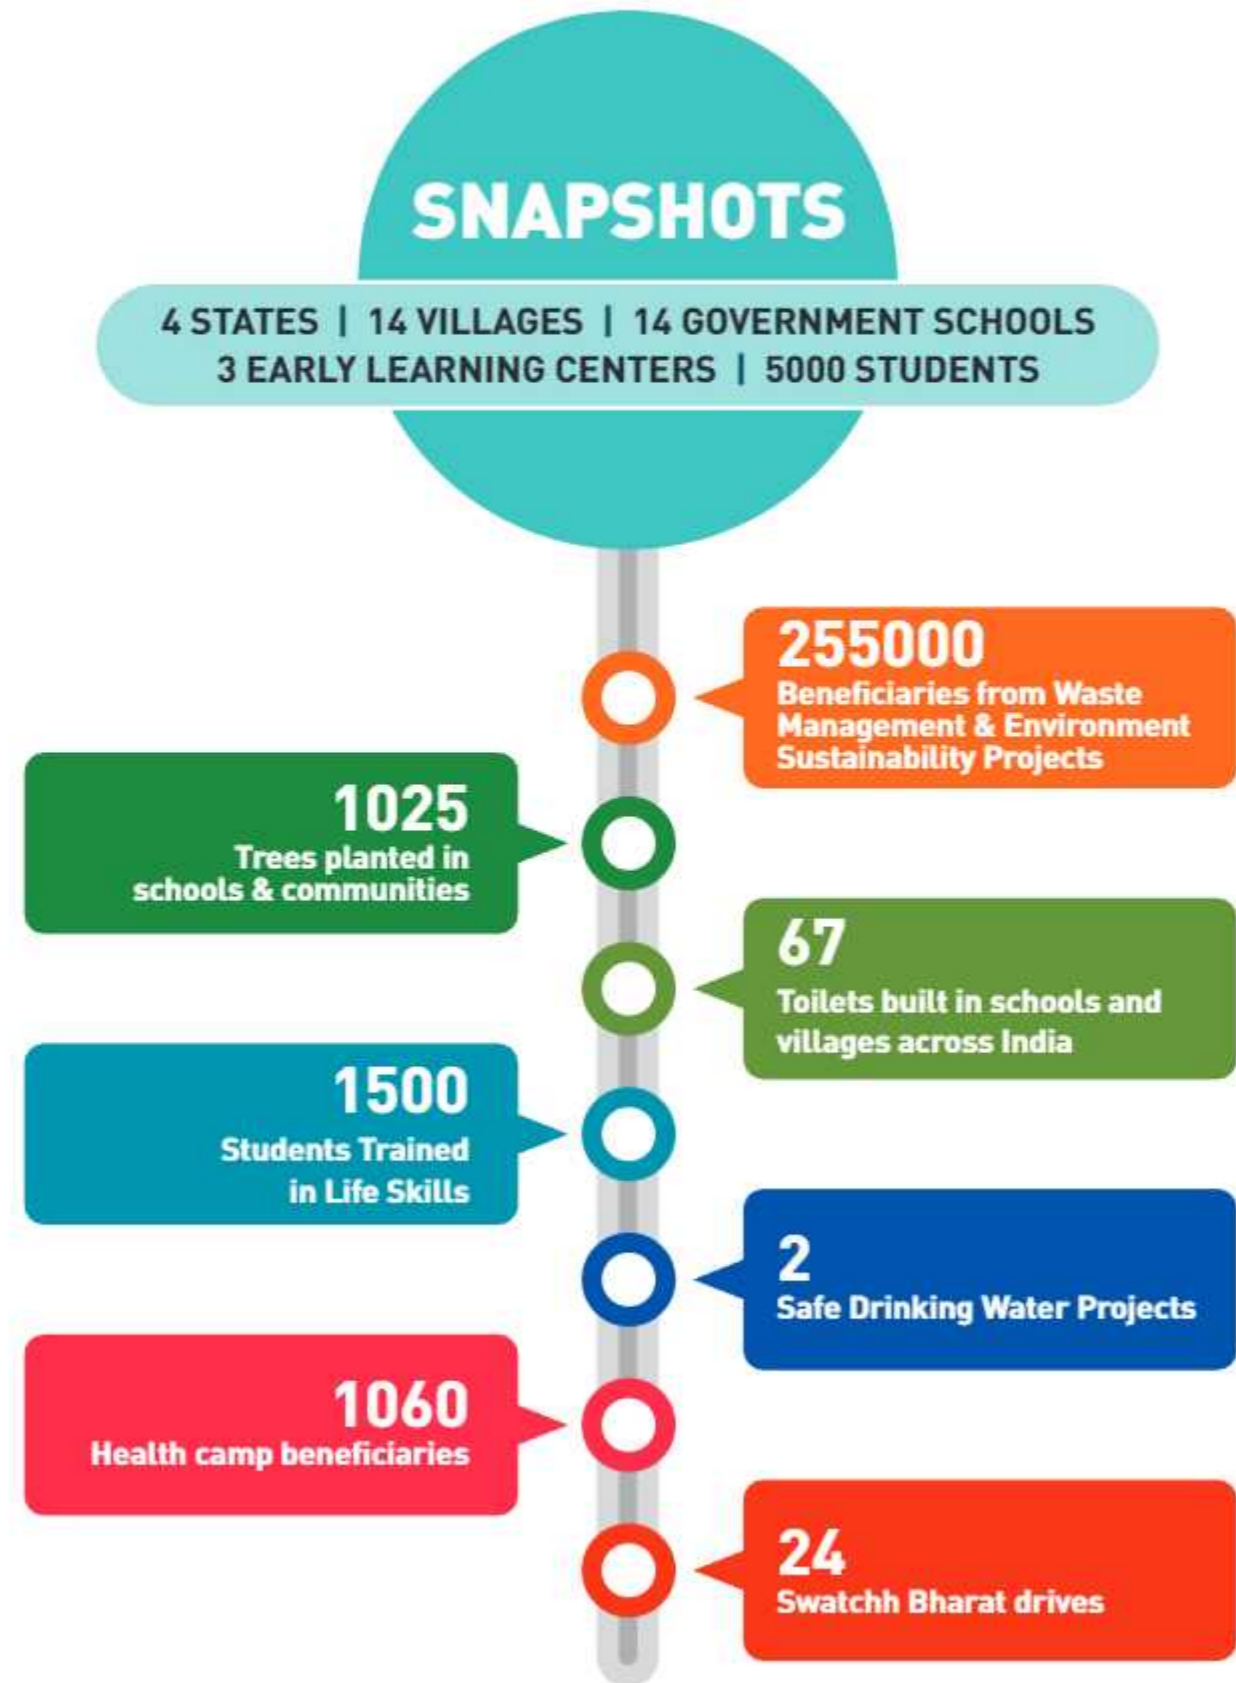 SNAPSHOTS
4 STATES | 14 VILLAGES | 14 GOVERNMENT SCHOOLS
3 EARLY LEARNING CENTERS | 5000 STUDENTS
255000
Beneficiaries from Waste
Management & Environment
Sustainability Projects
1025
Trees planted in
schools & communities
67
Toilets built in schools and
villages across India
1500
Students Trained
in Life Skills
2
Safe Drinking Water Projects
1060
Health camp beneficiaries
24
Swatchh Bharat drives